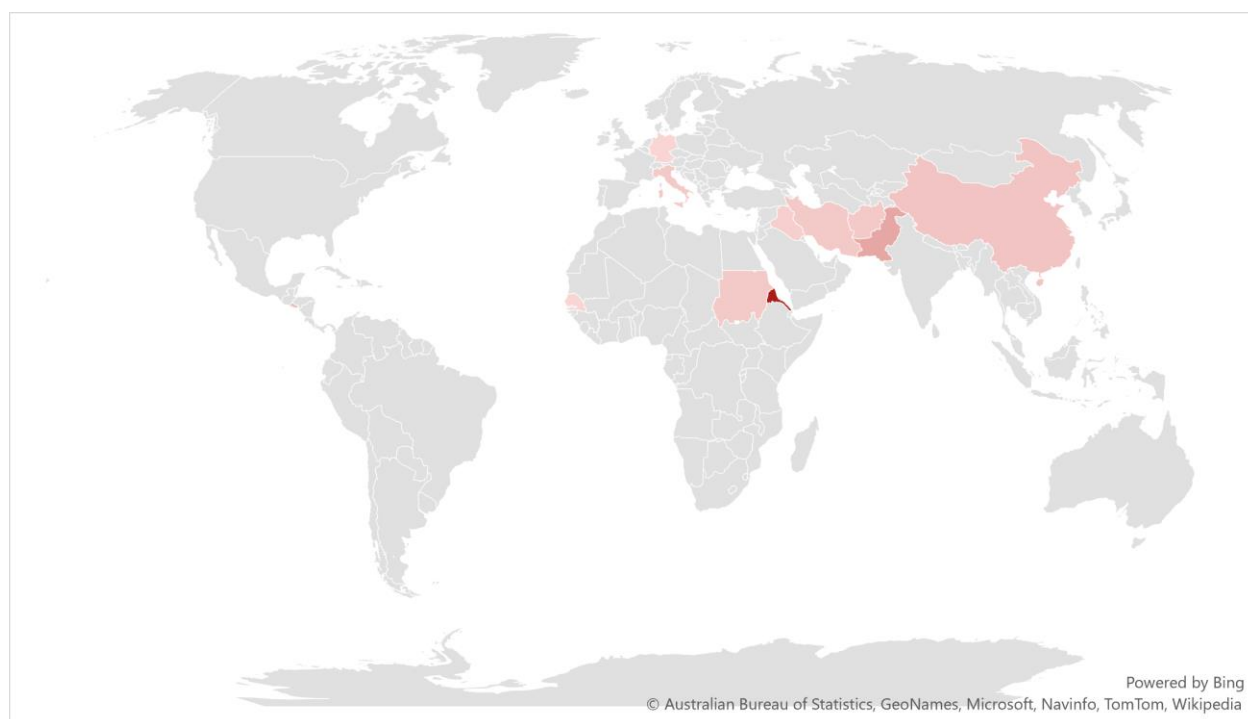 Powered by Bing
© Australian Bureau of Statistics, GeoNames, Microsoft, Navinfo, TomTom, Wikipedia